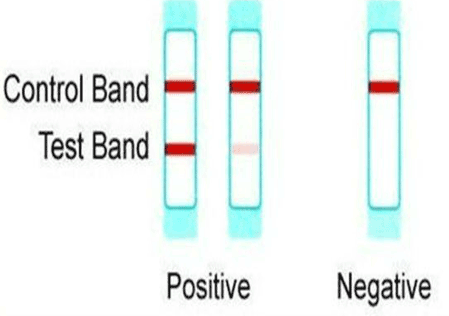 Control Band
Test Band
Positive
Negative